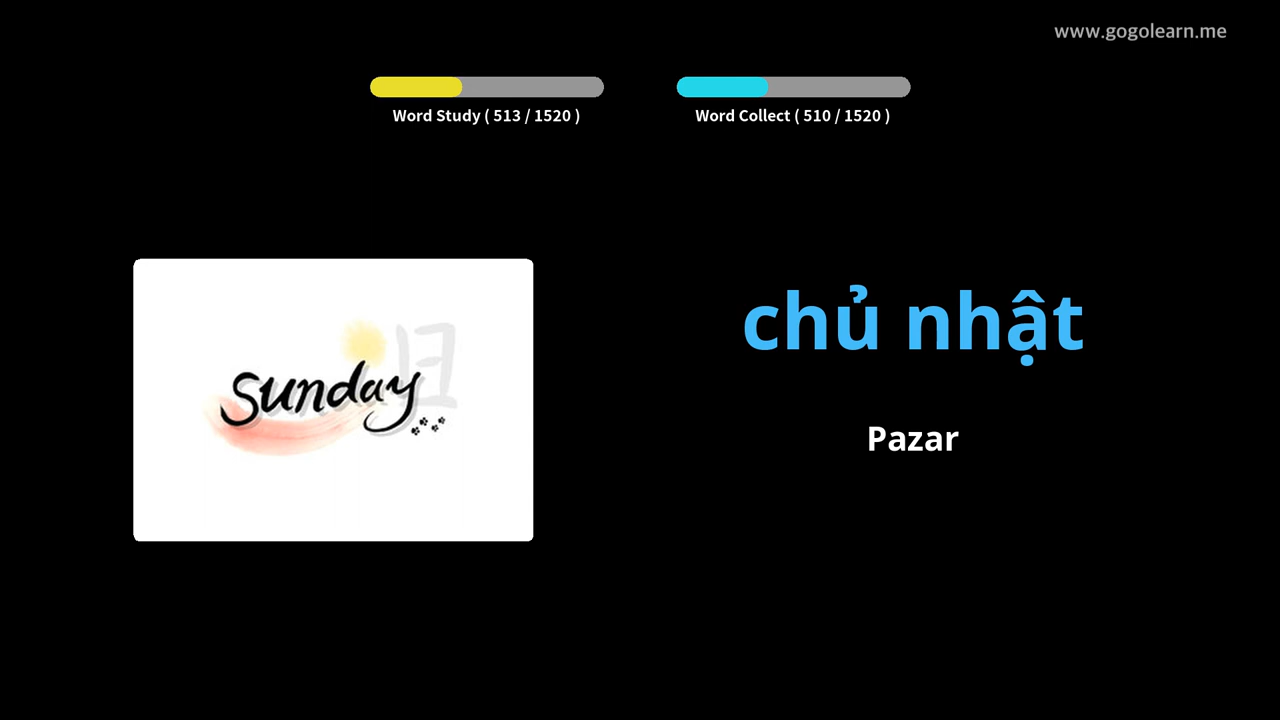 www.gogolearn.me
Word Study ( 513 / 1520 )
Word Collect ( 510 / 1520 )
Sunday
chủ nhật
Pazar